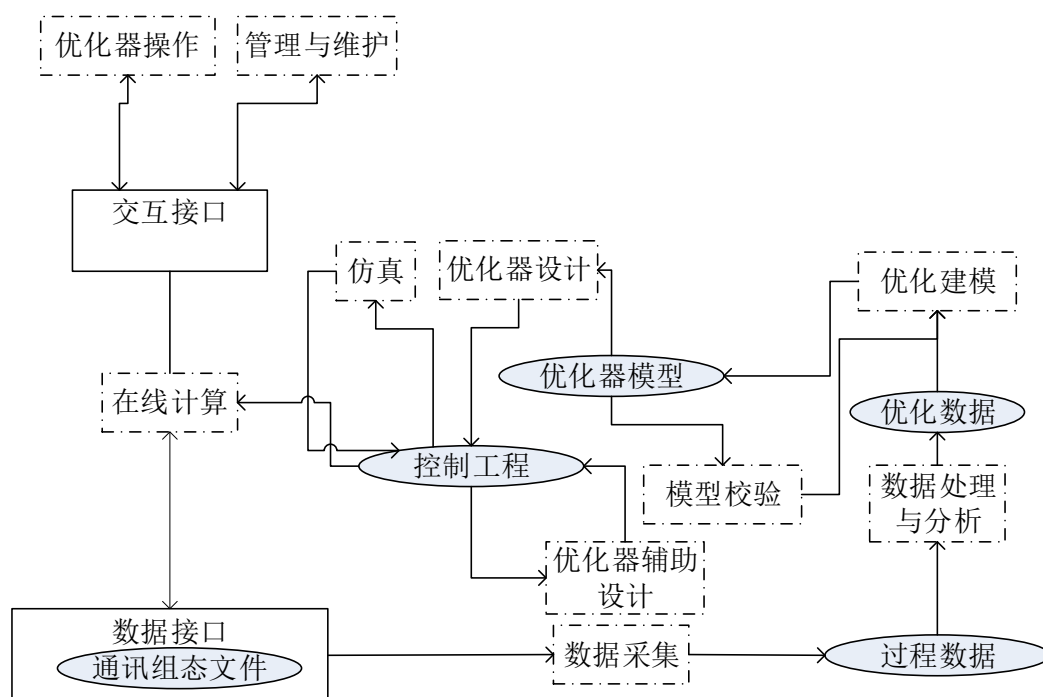 优化器操作
管理与维护
交互接口
仿真
优化器设计
优化建模
优化器模型
在线计算
优化数据
控制工程
模型校验
数据处理
与分析
优化器辅助
设计
数据接口
通讯组态文件
数据采集
过程数据